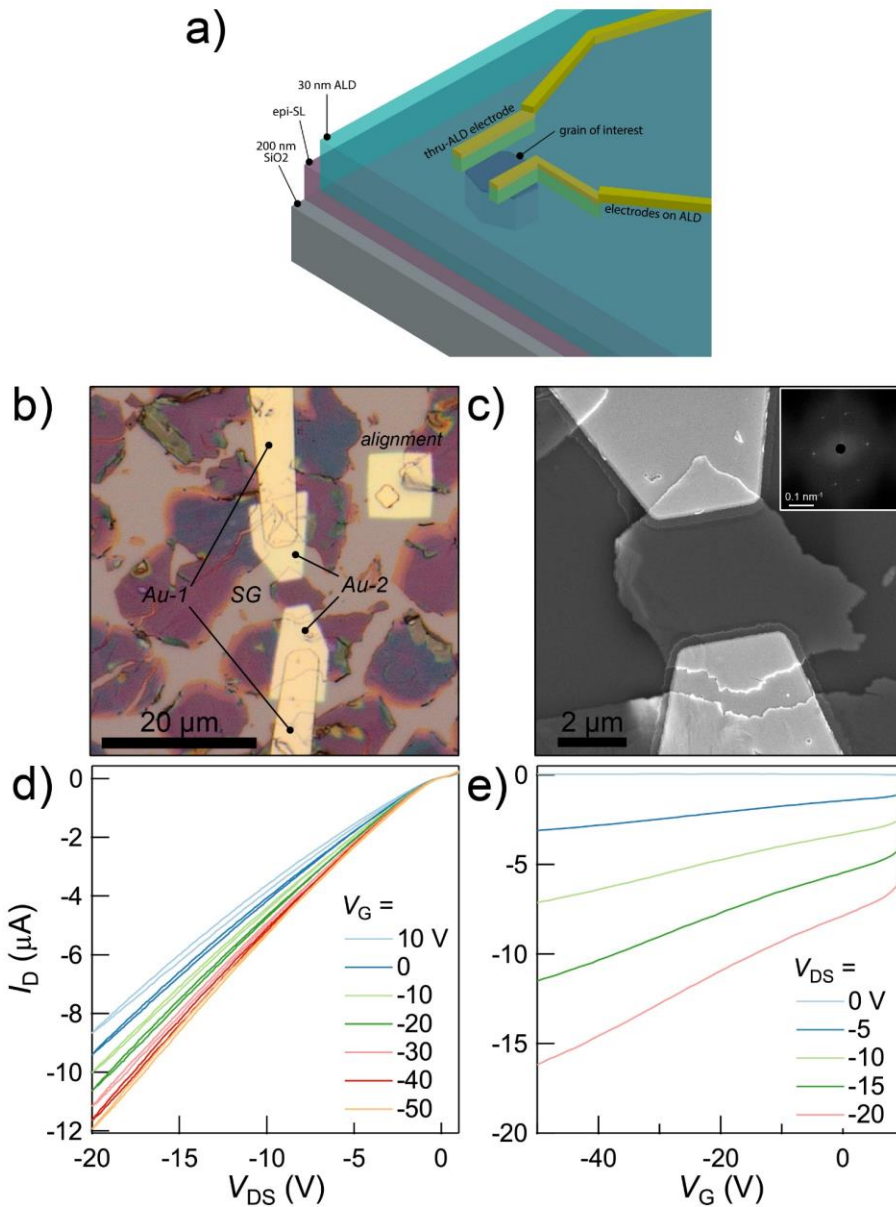 a)
30 nm ALD
epi-SL
200 nm
SiO2
thru-ALD electrode
grain of interest
electrodes on ALD
b)
alignment
Au-1
SG
Au-2
20 μm
c)
0.1 nm⁻¹
2 μm
d)
0
-2
-4
-6
-8
-10
-12
I_D (μA)
V_G =
10 V
0
-10
-20
-30
-40
-50
-20
-15
-10
-5
0
V_DS (V)
e)
0
-5
-10
-15
-20
V_DS =
0 V
-5
-10
-15
-20
-40
-20
0
V_G (V)